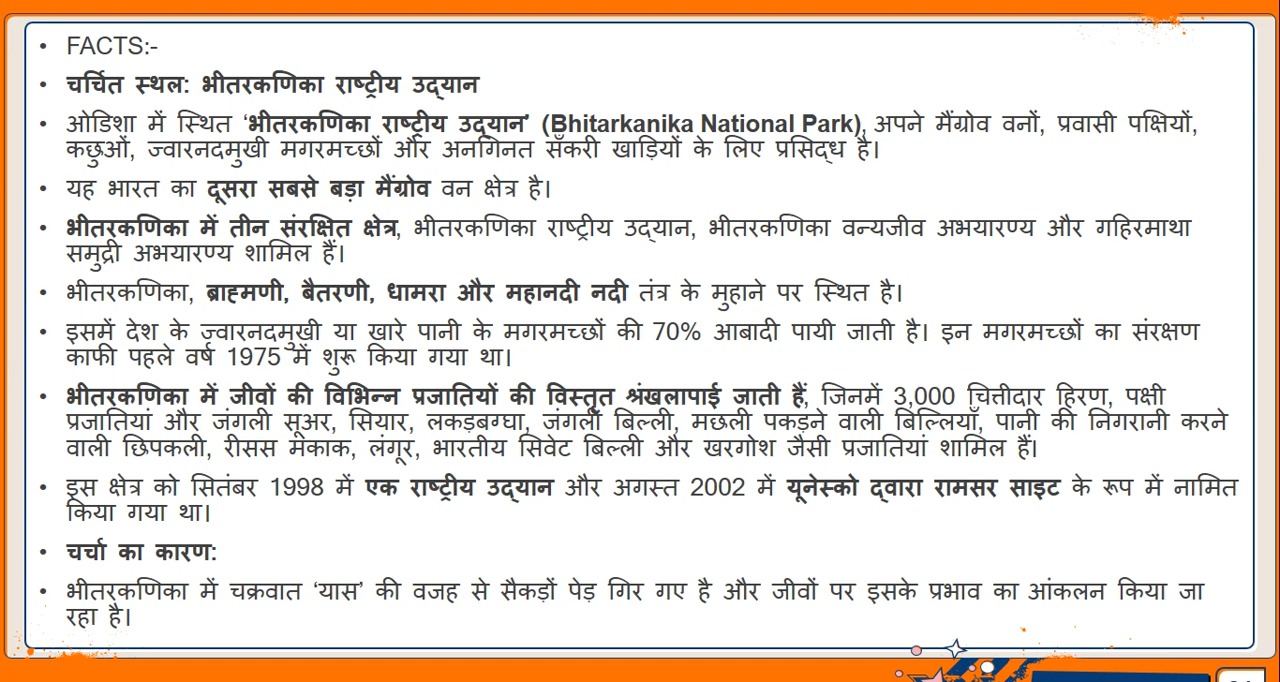 • FACTS:-
• चर्चित स्थल: भीतरकणिका राष्ट्रीय उद्यान
• ओडिशा में स्थित ‘भीतरकणिका राष्ट्रीय उद्यान’ (Bhitarkanika National Park), अपने मैंग्रोव वनों, प्रवासी पक्षियों,
कछुओं, ज्वारनदमुखी मगरमच्छों और अनगिनत सँकरी खाड़ियों के लिए प्रसिद्ध है।
• यह भारत का दूसरा सबसे बड़ा मैंग्रोव वन क्षेत्र है।
• भीतरकणिका में तीन संरक्षित क्षेत्र, भीतरकणिका राष्ट्रीय उद्यान, भीतरकणिका वन्यजीव अभयारण्य और गहिरमाथा
समुद्री अभयारण्य शामिल हैं।
• भीतरकणिका, ब्राह्मणी, बैतरणी, धामरा और महानदी नदी तंत्र के मुहाने पर स्थित है।
• इसमें देश के ज्वारनदमुखी या खारे पानी के मगरमच्छों की 70% आबादी पायी जाती है। इन मगरमच्छों का संरक्षण
काफी पहले वर्ष 1975 में शुरू किया गया था।
• भीतरकणिका में जीवों की विभिन्न प्रजातियों की विस्तृत श्रंखलापाई जाती हैं, जिनमें 3,000 चित्तीदार हिरण, पक्षी
प्रजातियां और जंगली सूअर, सियार, लकड़बग्घा, जंगली बिल्ली, मछली पकड़ने वाली बिल्लियाँ, पानी की निगरानी करने
वाली छिपकली, रीसस मकाक, लंगूर, भारतीय सिवेट बिल्ली और खरगोश जैसी प्रजातियां शामिल हैं।
• इस क्षेत्र को सितंबर 1998 में एक राष्ट्रीय उद्यान और अगस्त 2002 में यूनेस्को द्वारा रामसर साइट के रूप में नामित
किया गया था।
• चर्चा का कारण:
• भीतरकणिका में चक्रवात ‘यास’ की वजह से सैकड़ों पेड़ गिर गए है और जीवों पर इसके प्रभाव का आंकलन किया जा
रहा है।